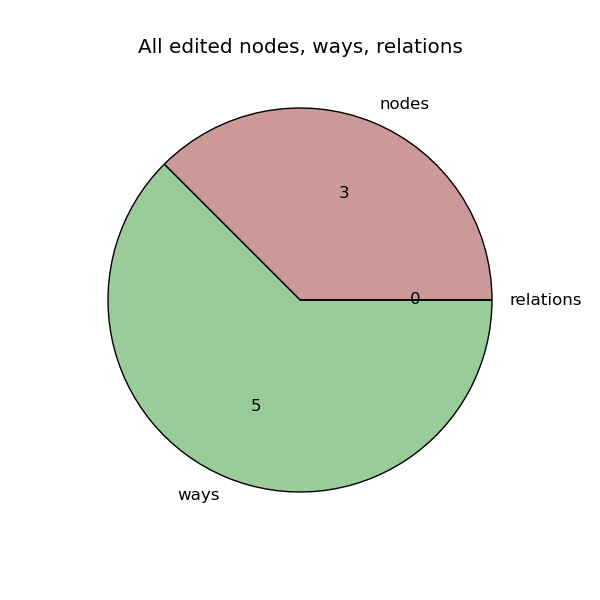 All edited nodes, ways, relations
nodes
3
0
relations
5
ways